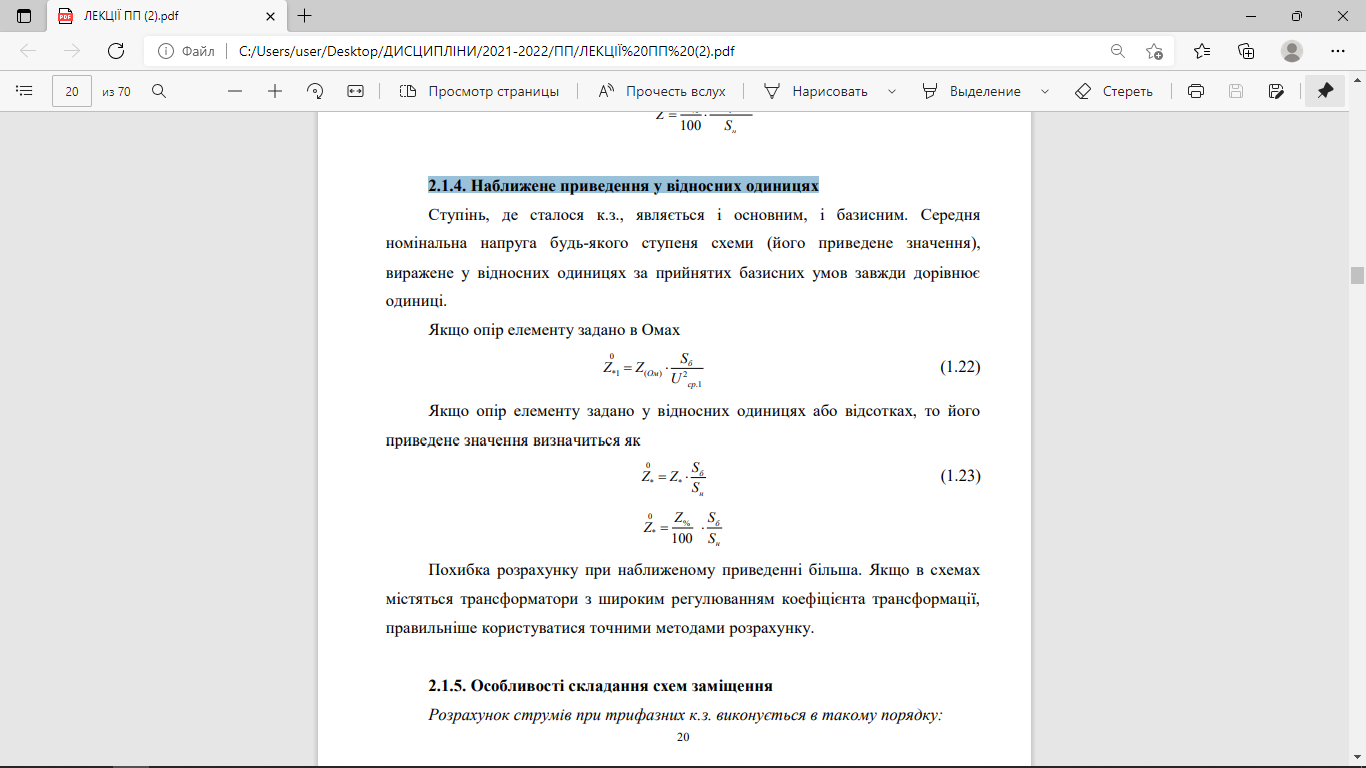 ЛЕКЦІЇ ПП (2).pdf
Файл C:/Users/user/Desktop/ДИСЦИПЛІНИ/2021-2022/ПП/ЛЕКЦІЇ%20ПП%20(2).pdf
20 из 70 Просмотр страницы Прочесть вслух Нарисовать Выделение Стереть
Z = 100 · Sн
2.1.4. Наближене приведення у відносних одиницях
Ступінь, де сталося к.з., являється і основним, і базисним. Середня
номінальна напруга будь-якого ступеня схеми (його приведене значення),
виражене у відносних одиницях за прийнятих базисних умов завжди дорівнює
одиниці.
Якщо опір елементу задано в Омах
Z⁰*1 = Z(Ом) · Sб / U²ср.1 (1.22)
Якщо опір елементу задано у відносних одиницях або відсотках, то його
приведене значення визначиться як
Z⁰* = Z* · Sб / Sн (1.23)
Z⁰* = Z% / 100 · Sб / Sн
Похибка розрахунку при наближеному приведенні більша. Якщо в схемах
містяться трансформатори з широким регулюванням коефіцієнта трансформації,
правильніше користуватися точними методами розрахунку.
2.1.5. Особливості складання схем заміщення
Розрахунок струмів при трифазних к.з. виконується в такому порядку:
20